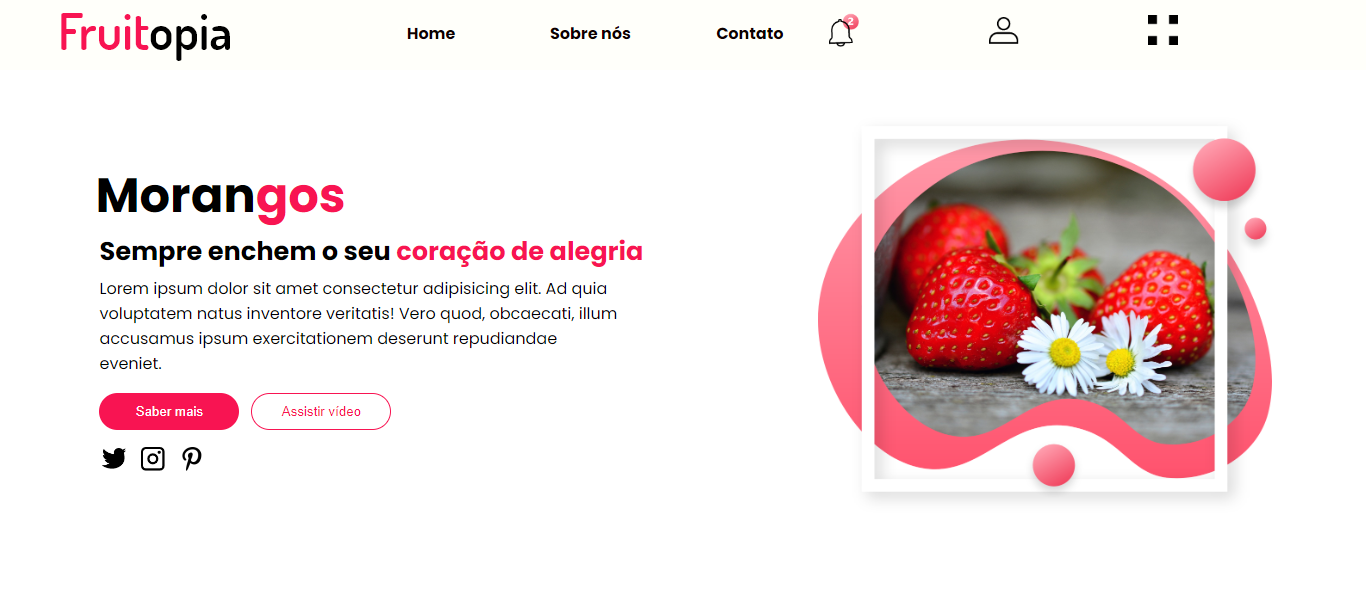 Fruitopia
Home
Sobre nós
Contato
2
Morangos
Sempre enchem o seu coração de alegria
Lorem ipsum dolor sit amet consectetur adipisicing elit. Ad quia
voluptatem natus inventore veritatis! Vero quod, obcaecati, illum
accusamus ipsum exercitationem deserunt repudiandae
eveniet.
Saber mais
Assistir vídeo